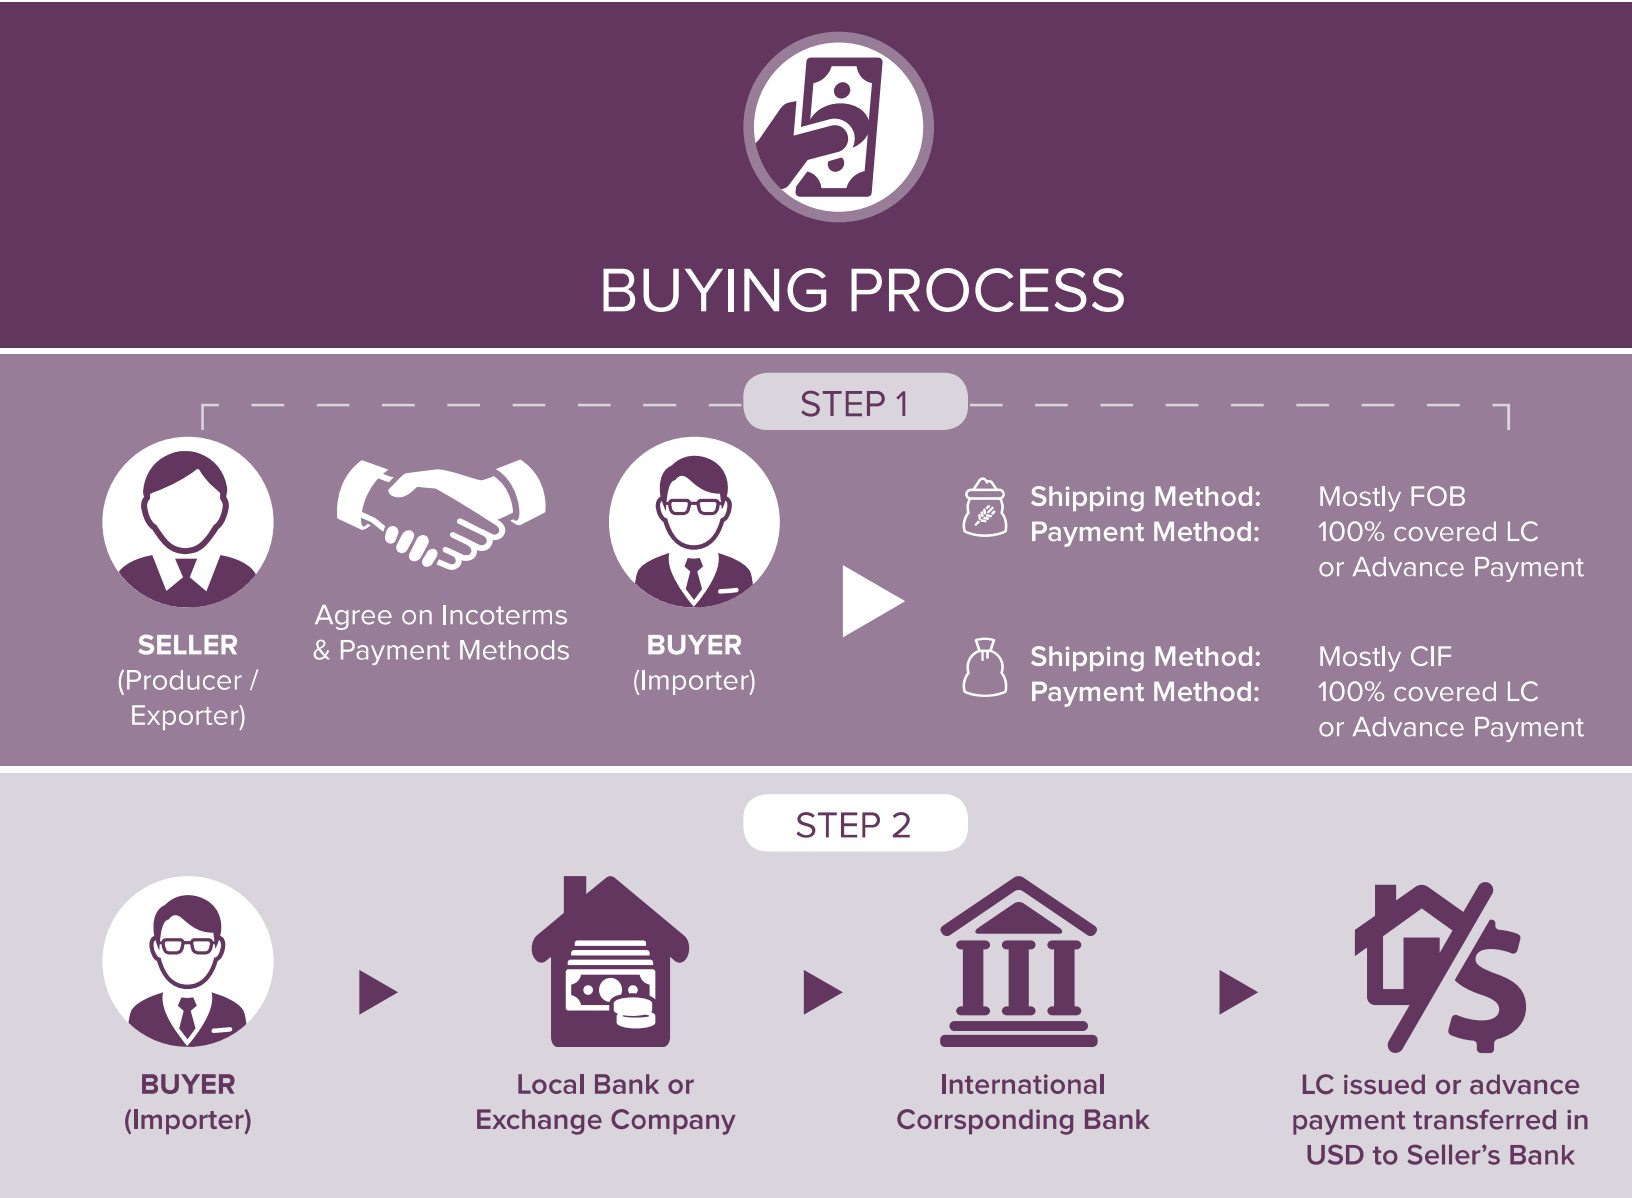 BUYING PROCESS
STEP 1
SELLER
(Producer /
Exporter)
Agree on Incoterms
& Payment Methods
BUYER
(Importer)
Shipping Method: Mostly FOB
Payment Method: 100% covered LC
or Advance Payment
Shipping Method: Mostly CIF
Payment Method: 100% covered LC
or Advance Payment
STEP 2
BUYER
(Importer)
Local Bank or
Exchange Company
International
Corrsponding Bank
LC issued or advance
payment transferred in
USD to Seller’s Bank